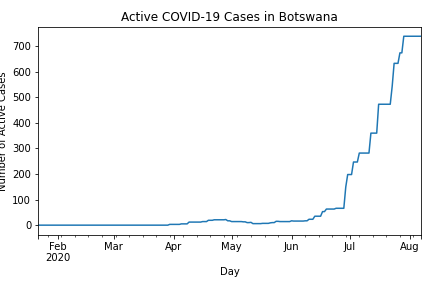 Active COVID-19 Cases in Botswana
Number of Active Cases
700
600
500
400
300
200
100
0
Feb Mar Apr May Jun Jul Aug
2020
Day